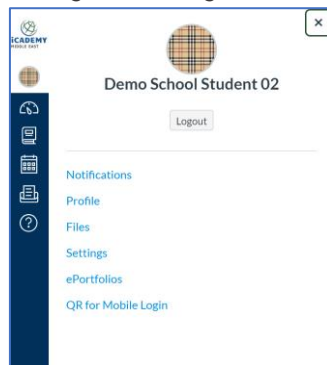 iCADEMY
MIDDLE EAST
×
Demo School Student 02
Logout
Notifications
Profile
Files
Settings
ePortfolios
QR for Mobile Login